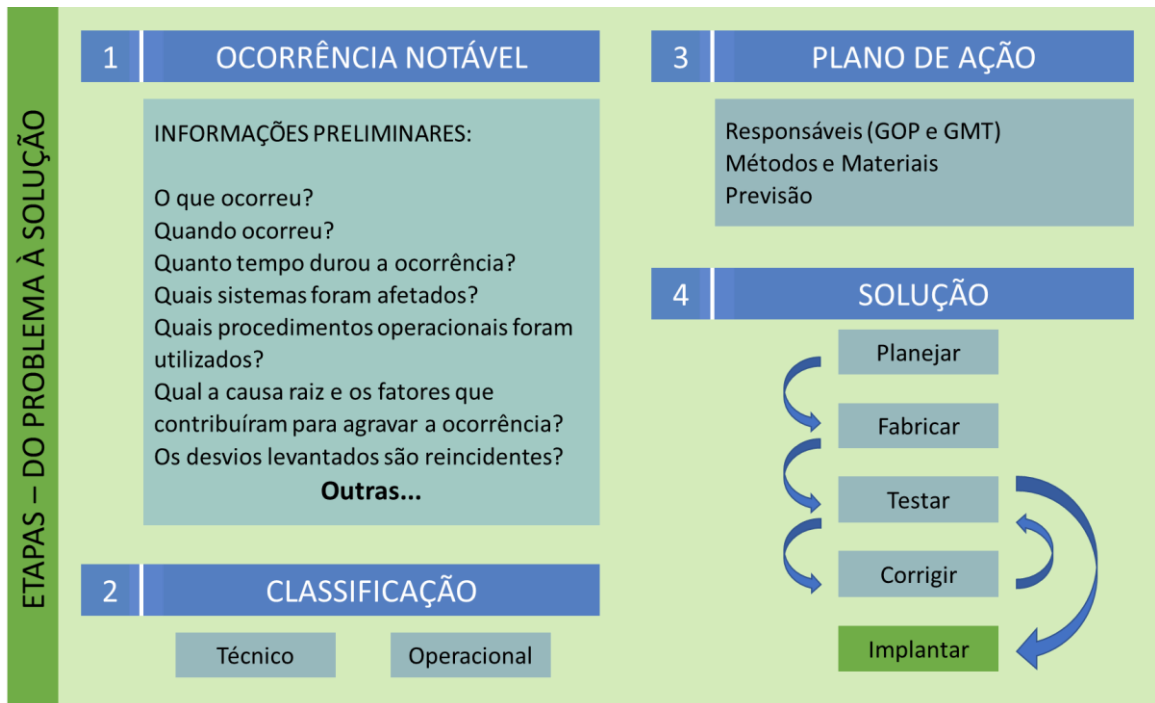 ETAPAS – DO PROBLEMA À SOLUÇÃO
1
OCORRÊNCIA NOTÁVEL
INFORMAÇÕES PRELIMINARES:
O que ocorreu?
Quando ocorreu?
Quanto tempo durou a ocorrência?
Quais sistemas foram afetados?
Quais procedimentos operacionais foram
utilizados?
Qual a causa raiz e os fatores que
contribuíram para agravar a ocorrência?
Os desvios levantados são reincidentes?
Outras...
2
CLASSIFICAÇÃO
Técnico
Operacional
3
PLANO DE AÇÃO
Responsáveis (GOP e GMT)
Métodos e Materiais
Previsão
4
SOLUÇÃO
Planejar
Fabricar
Testar
Corrigir
Implantar